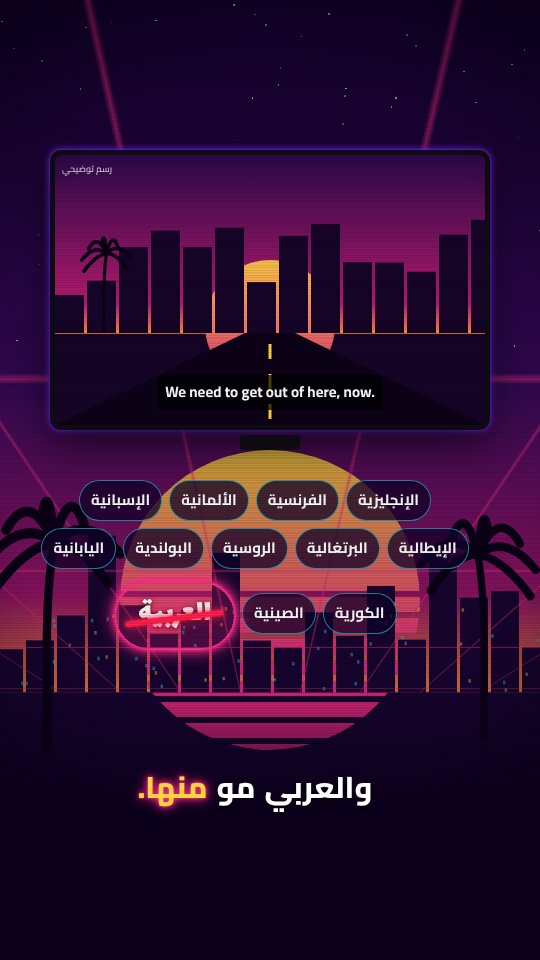 رسم توضيحي
We need to get out of here, now.
الإنجليزية الفرنسية الألمانية الإسبانية
الإيطالية البرتغالية الروسية البولندية اليابانية
الكورية الصينية العربية
والعربي مو منها.